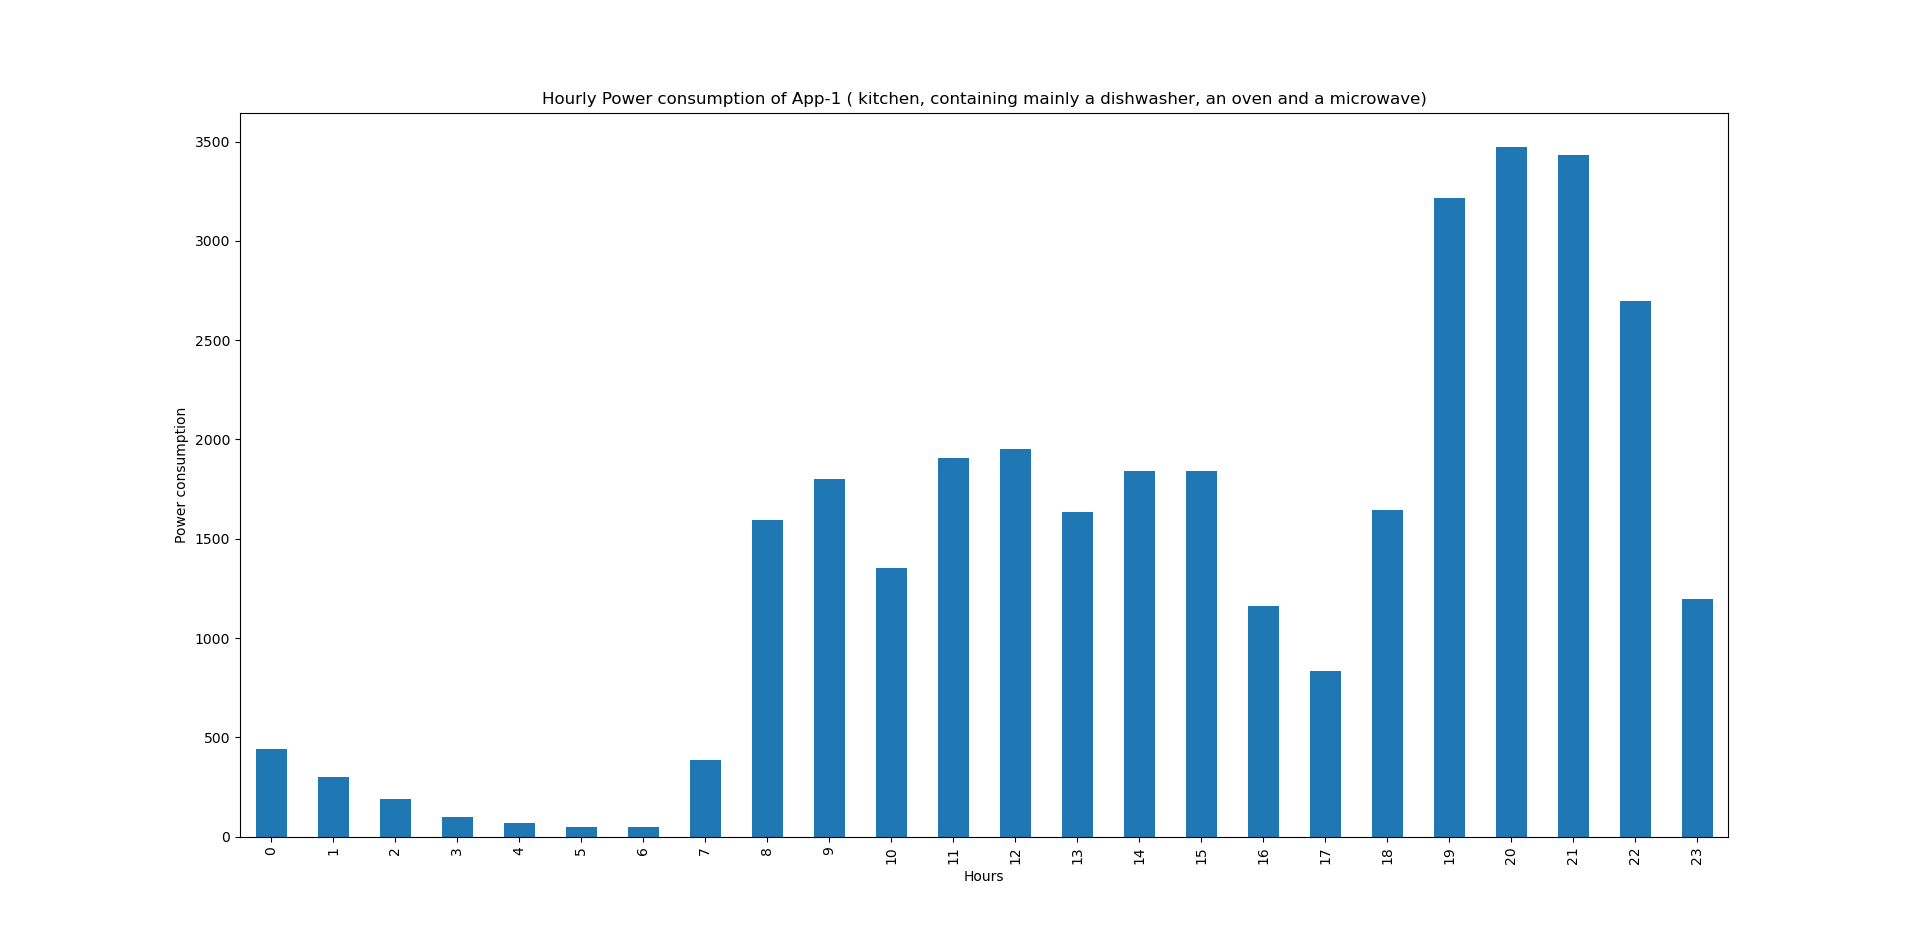 Hourly Power consumption of App-1 ( kitchen, containing mainly a dishwasher, an oven and a microwave)
3500
3000
2500
2000
1500
1000
500
0
Power consumption
0 1 2 3 4 5 6 7 8 9 10 11 12 13 14 15 16 17 18 19 20 21 22 23
Hours